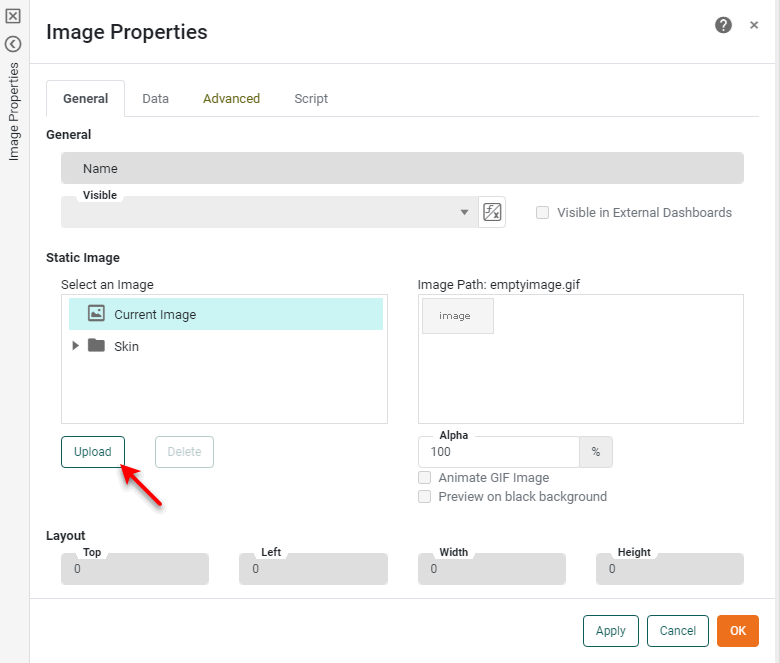 Image Properties
Image Properties
General Data Advanced Script
General
Name
Visible
Visible in External Dashboards
Static Image
Select an Image
Image Path: emptyimage.gif
Current Image
Skin
image
Upload
Delete
Alpha
100 %
Animate GIF Image
Preview on black background
Layout
Top Left Width Height
0 0 0 0
Apply Cancel OK